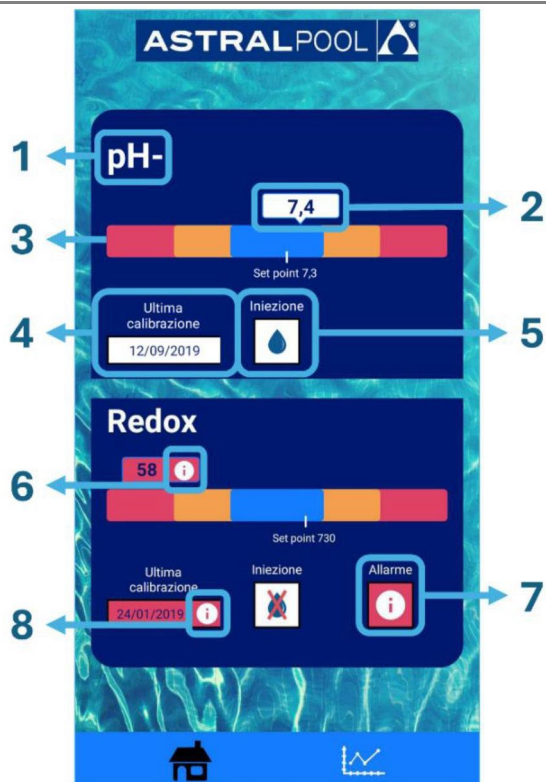 ASTRALPOOL
1
pH-
7,4
2
3
Set point 7,3
4
Ultima
calibrazione
12/09/2019
Iniezione
5
Redox
58
6
Set point 730
Ultima
calibrazione
24/01/2019
Iniezione
Allarme
7
8